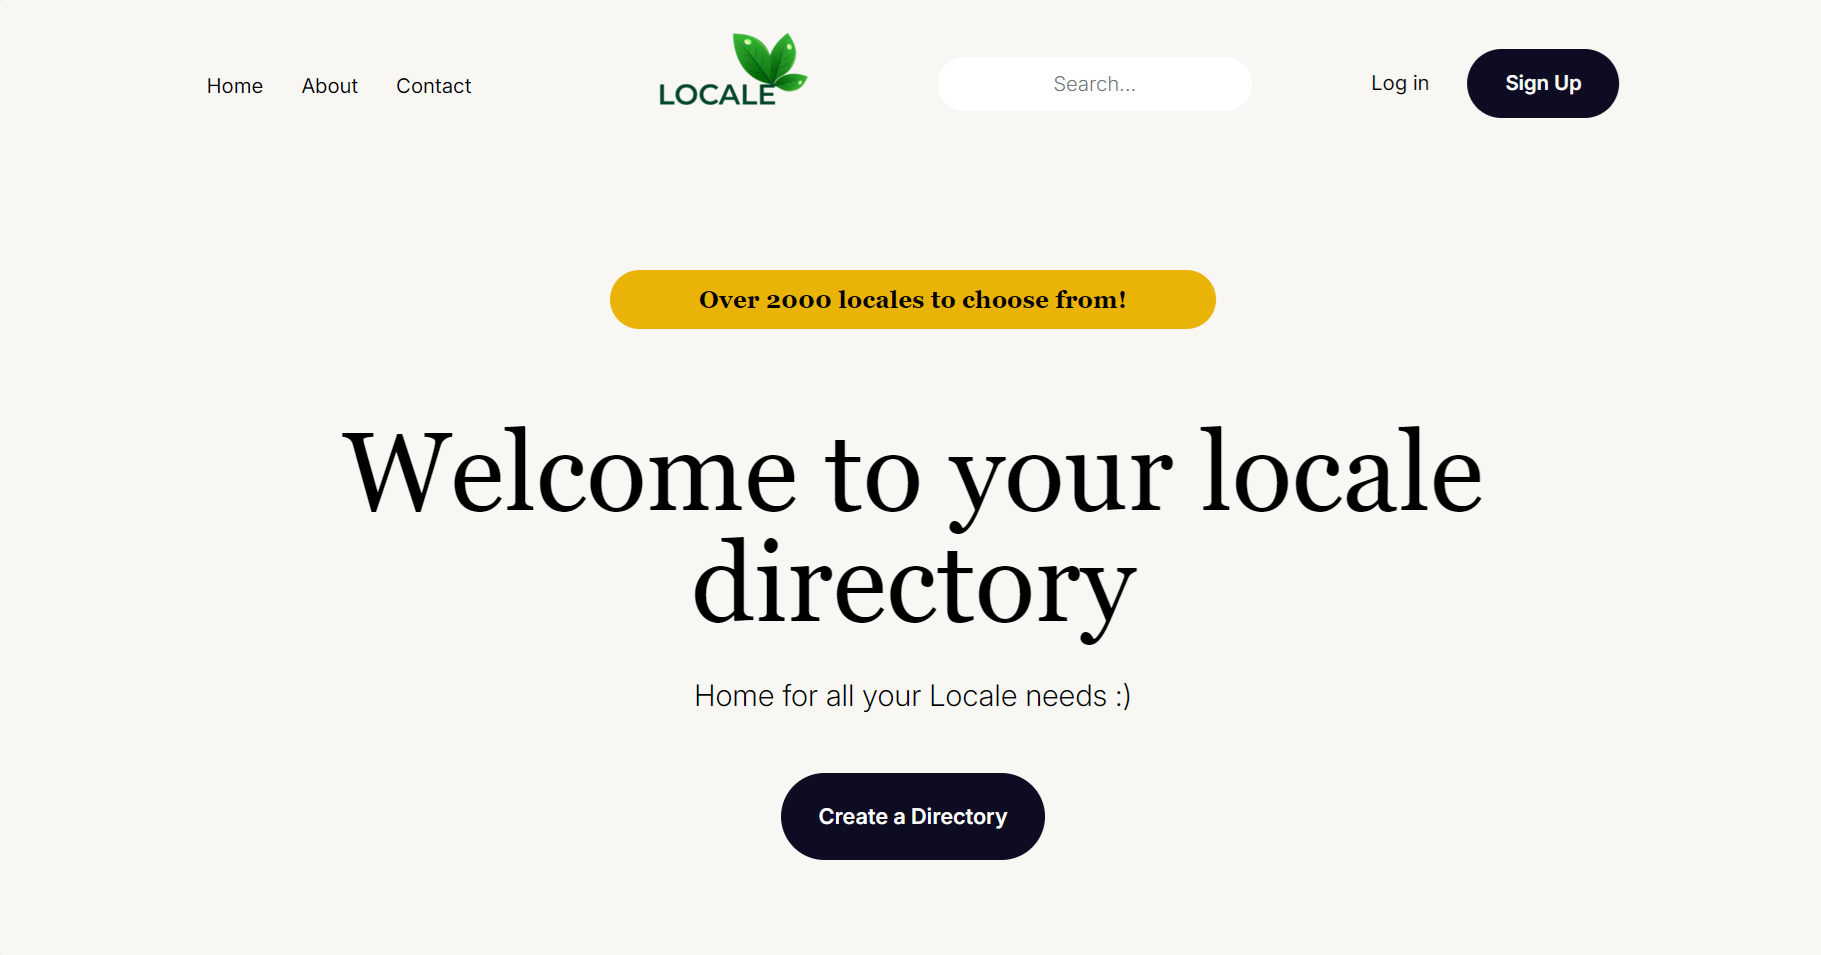 Home About Contact
LOCALE
Search...
Log in
Sign Up
Over 2000 locales to choose from!
Welcome to your locale
directory
Home for all your Locale needs :)
Create a Directory